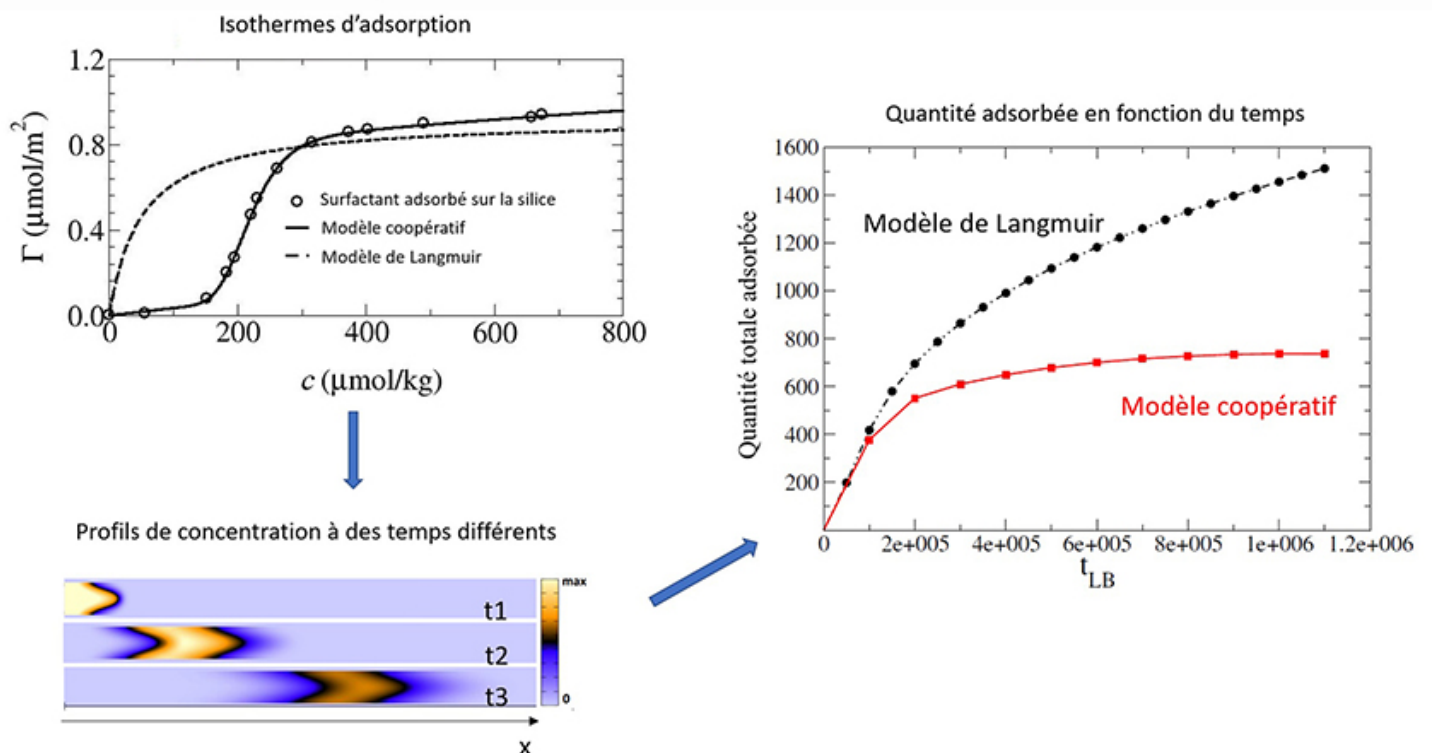 Isothermes d'adsorption
1.2
0.8
0.4
0.0
Γ (µmol/m²)
Surfactant adsorbé sur la silice
Modèle coopératif
Modèle de Langmuir
0
200
400
600
800
c (µmol/kg)
Profils de concentration à des temps différents
max
t1
t2
t3
0
x
Quantité adsorbée en fonction du temps
1600
1400
1200
1000
800
600
400
200
Quantité totale adsorbée
Modèle de Langmuir
Modèle coopératif
0
2e+005
4e+005
6e+005
8e+005
1e+006
1.2e+006
t_LB